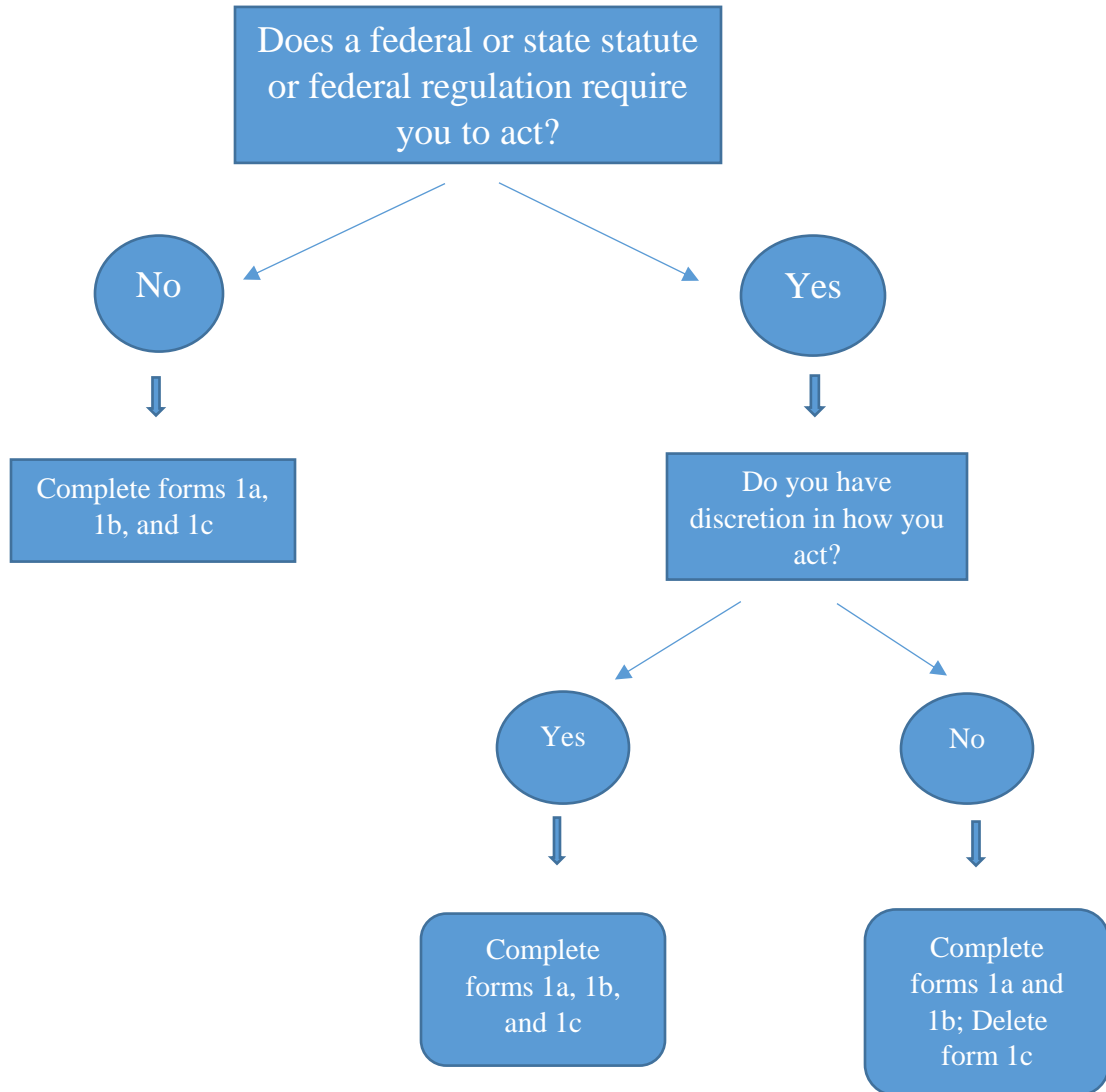 Does a federal or state statute
or federal regulation require
you to act?
No
Yes
Complete forms 1a,
1b, and 1c
Do you have
discretion in how you
act?
Yes
No
Complete
forms 1a, 1b,
and 1c
Complete
forms 1a and
1b; Delete
form 1c